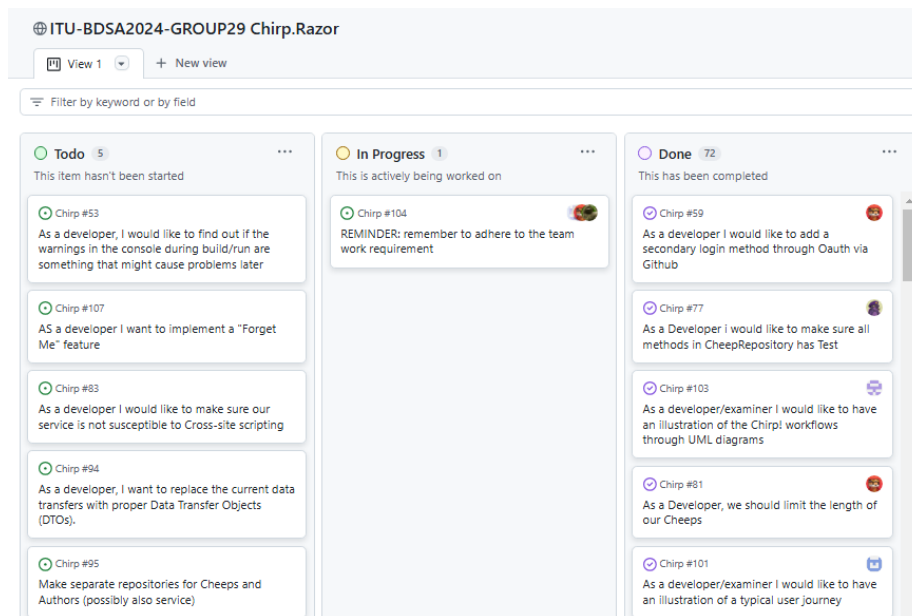 ITU-BDSA2024-GROUP29 Chirp.Razor
View 1
+ New view
Filter by keyword or by field
Todo 5
This item hasn't been started
Chirp #53
As a developer, I would like to find out if the
warnings in the console during build/run are
something that might cause problems later
Chirp #107
AS a developer I want to implement a "Forget
Me" feature
Chirp #83
As a developer I would like to make sure our
service is not susceptible to Cross-site scripting
Chirp #94
As a developer, I want to replace the current data
transfers with proper Data Transfer Objects
(DTOs).
Chirp #95
Make separate repositories for Cheeps and
Authors (possibly also service)
In Progress 1
This is actively being worked on
Chirp #104
REMINDER: remember to adhere to the team
work requirement
Done 72
This has been completed
Chirp #59
As a developer I would like to add a
secondary login method through Oauth via
Github
Chirp #77
As a Developer i would like to make sure all
methods in CheepRepository has Test
Chirp #103
As a developer/examiner I would like to have
an illustration of the Chirp! workflows
through UML diagrams
Chirp #81
As a Developer, we should limit the length of
our Cheeps
Chirp #101
As a developer/examiner I would like to have
an illustration of a typical user journey